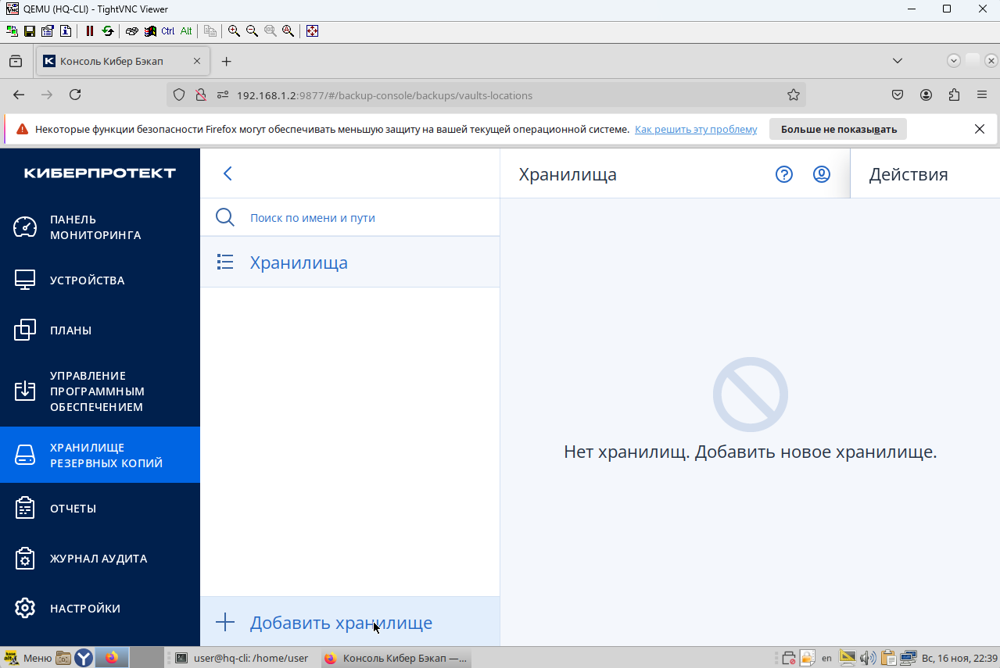 QEMU (HQ-CLI) - TightVNC Viewer
Ctrl Alt
Консоль Кибер Бэкап
192.168.1.2:9877/#/backup-console/backups/vaults-locations
Некоторые функции безопасности Firefox могут обеспечивать меньшую защиту на вашей текущей операционной системе. Как решить эту проблему Больше не показывать
КИБЕРПРОТЕКТ
ПАНЕЛЬ
МОНИТОРИНГА
УСТРОЙСТВА
ПЛАНЫ
УПРАВЛЕНИЕ
ПРОГРАММНЫМ
ОБЕСПЕЧЕНИЕМ
ХРАНИЛИЩЕ
РЕЗЕРВНЫХ КОПИЙ
ОТЧЕТЫ
ЖУРНАЛ АУДИТА
НАСТРОЙКИ
Поиск по имени и пути
Хранилища
Добавить хранилище
Хранилища
Действия
Нет хранилищ. Добавить новое хранилище.
Меню
user@hq-cli: /home/user
Консоль Кибер Бэкап —...
en
Вс, 16 ноя, 22:39